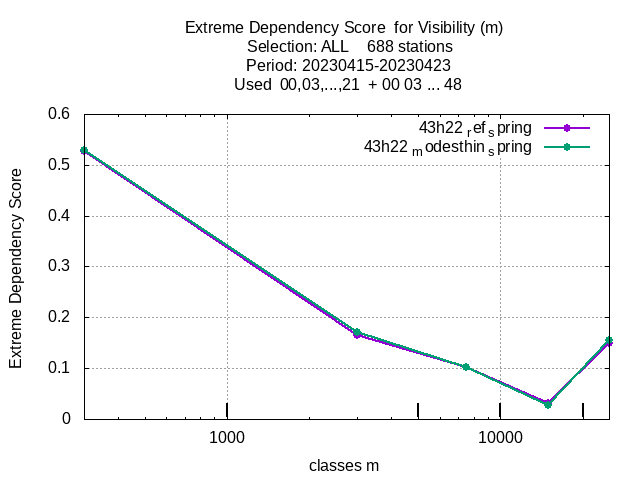 Extreme Dependency Score  for Visibility (m)
Selection: ALL    688 stations
Period: 20230415-20230423
Used  00,03,...,21  + 00 03 ... 48
0.6
0.5
0.4
0.3
0.2
0.1
0
Extreme Dependency Score
43h22 ref spring
43h22 modesthin spring
1000
10000
classes m